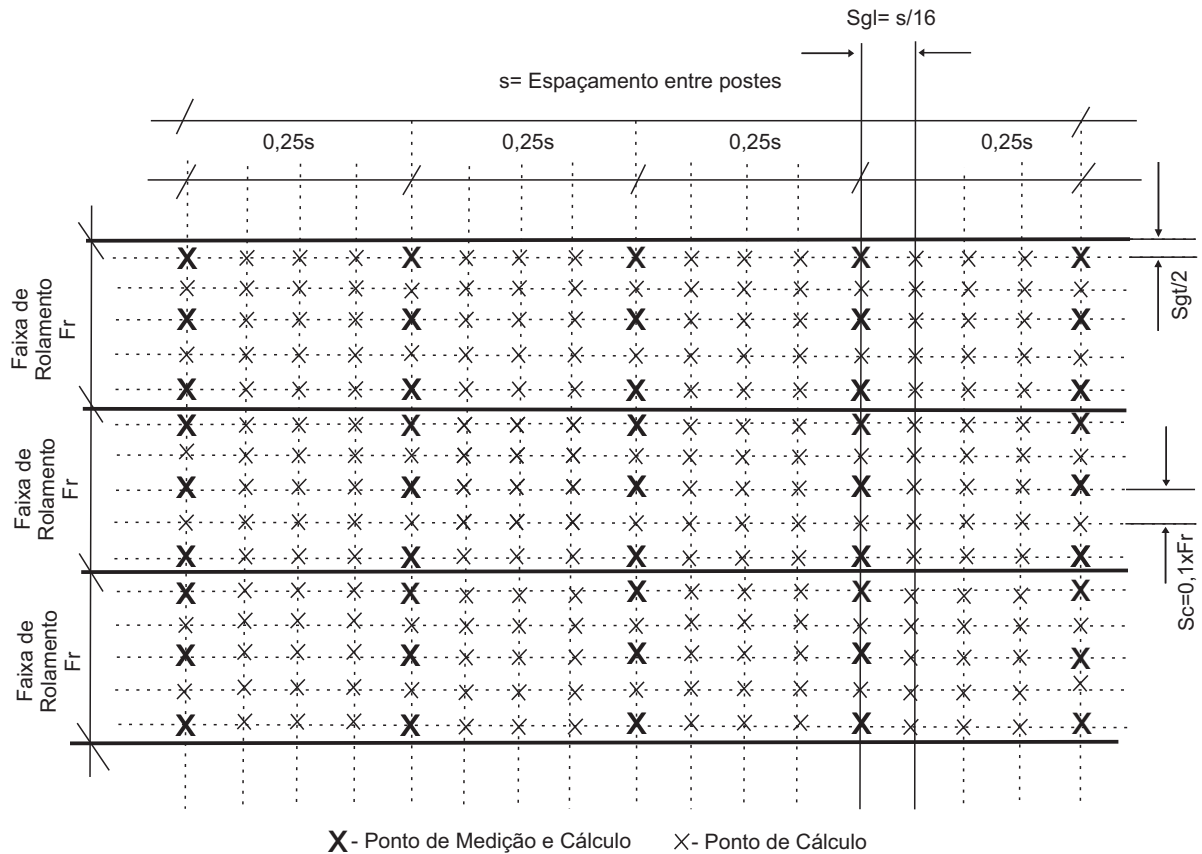 Sgl= s/16
s= Espaçamento entre postes
0,25s
0,25s
0,25s
0,25s
Faixa de
Rolamento
Fr
Faixa de
Rolamento
Fr
Faixa de
Rolamento
Fr
Sgt/2
Sc=0,1xFr
X - Ponto de Medição e Cálculo
X - Ponto de Cálculo